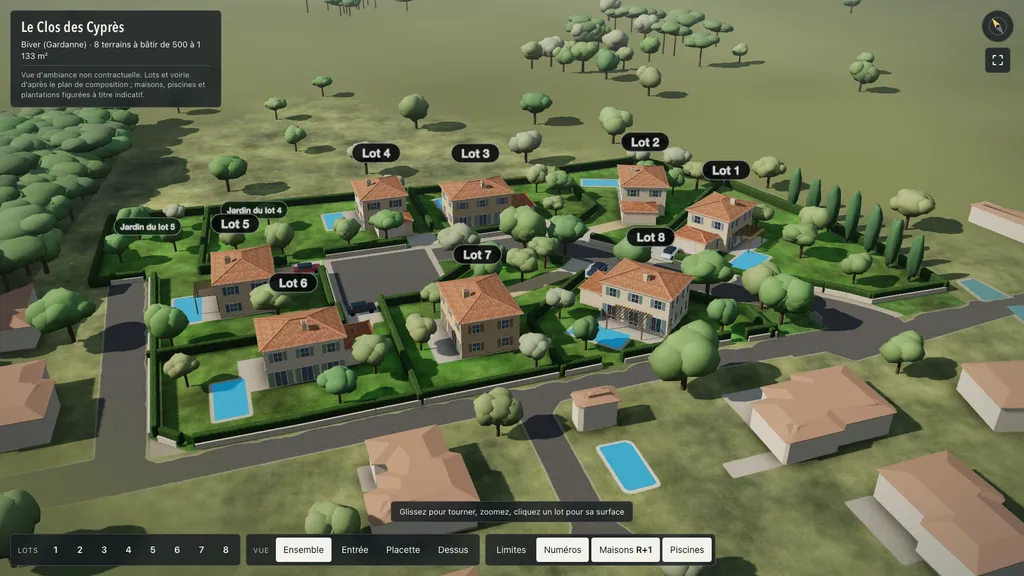 Le Clos des Cyprès
Biver (Gardanne) · 8 terrains à bâtir de 500 à 1
133 m²
Vue d'ambiance non contractuelle. Lots et voirie
d'après le plan de composition ; maisons, piscines et
plantations figurées à titre indicatif.
Lot 4
Lot 3
Lot 2
Lot 1
Jardin du lot 4
Jardin du lot 5
Lot 5
Lot 8
Lot 7
Lot 6
Glissez pour tourner, zoomez, cliquez un lot pour sa surface
LOTS 1 2 3 4 5 6 7 8 VUE Ensemble Entrée Placette Dessus Limites Numéros Maisons R+1 Piscines